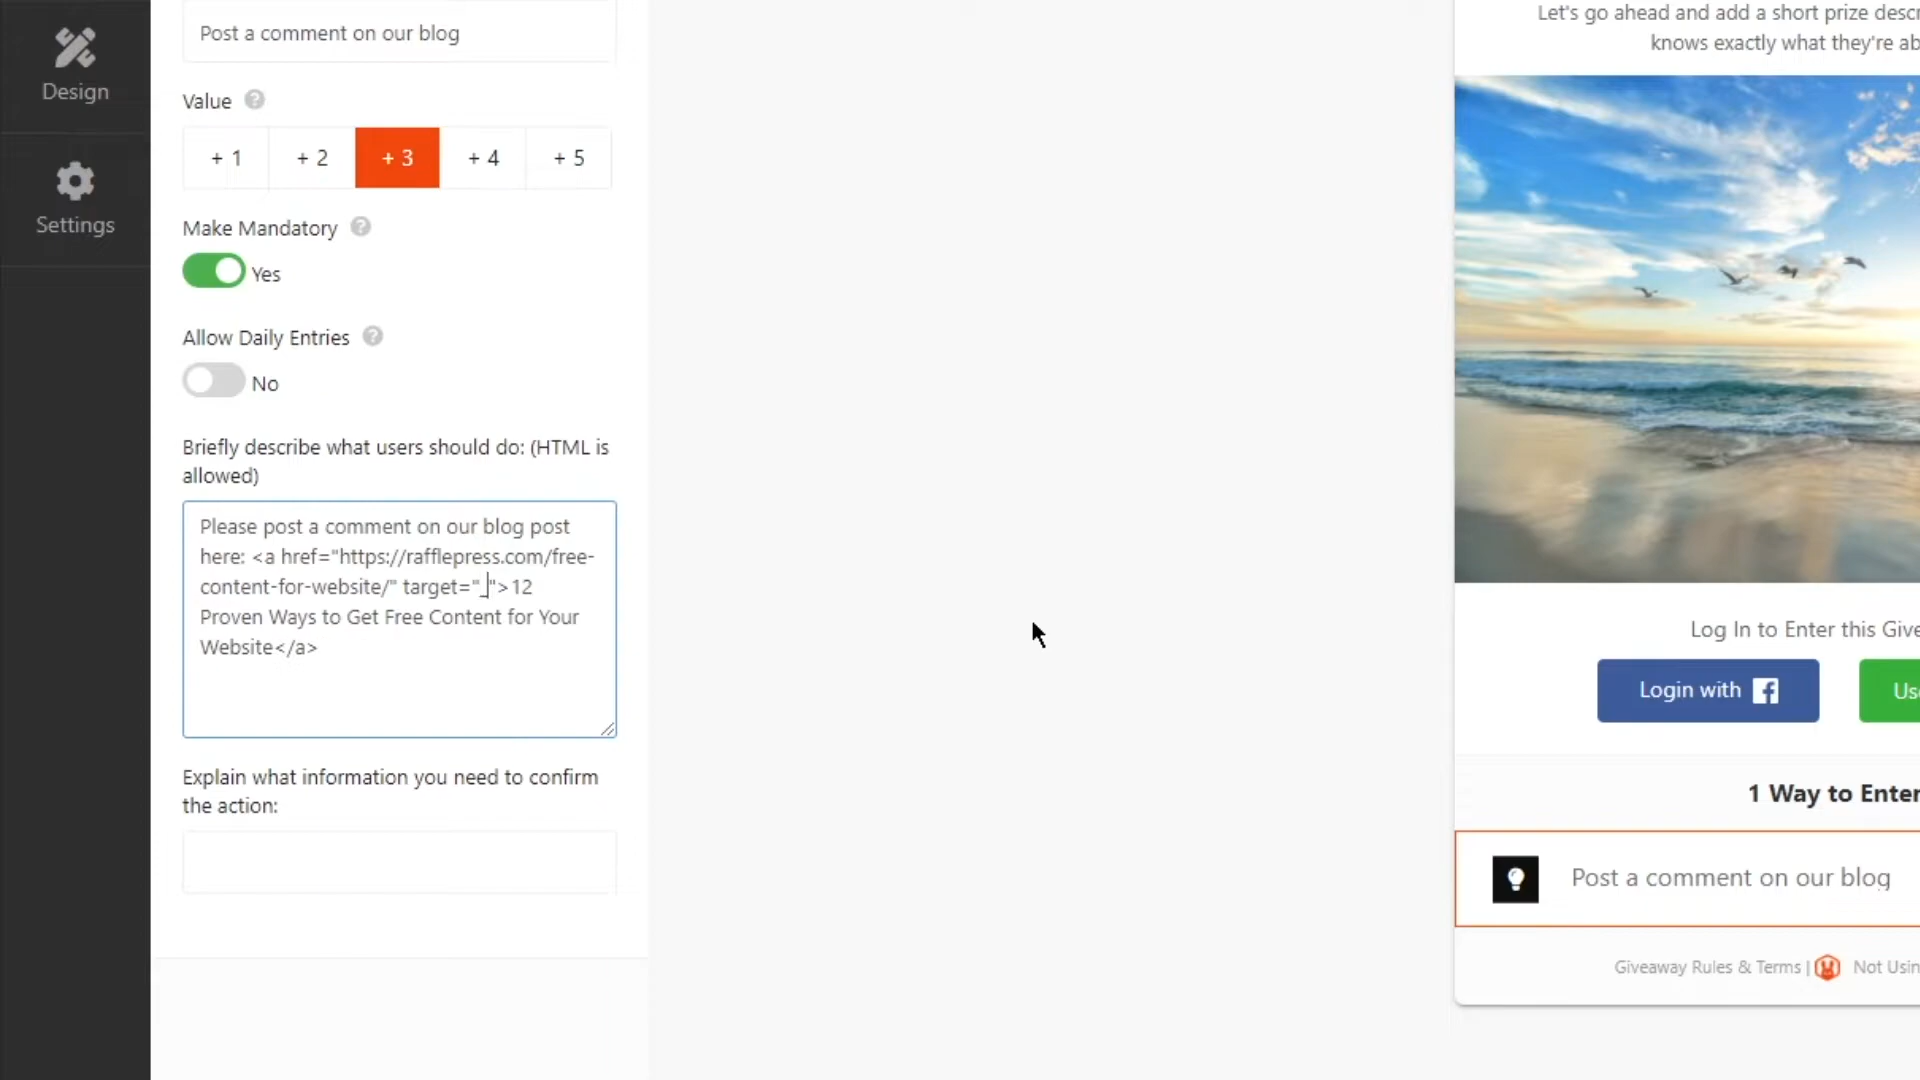 Design
Settings
Post a comment on our blog
Value ?
+ 1 + 2 + 3 + 4 + 5
Make Mandatory ?
Yes
Allow Daily Entries ?
No
Briefly describe what users should do: (HTML is
allowed)
Please post a comment on our blog post
here: <a href="https://rafflepress.com/free-
content-for-website/" target="_">12
Proven Ways to Get Free Content for Your
Website</a>
Explain what information you need to confirm
the action:
Let's go ahead and add a short prize
knows exactly what they're
Log In to Enter this
Login with
1 Way to Enter
Post a comment on our blog
Giveaway Rules & Terms | Not